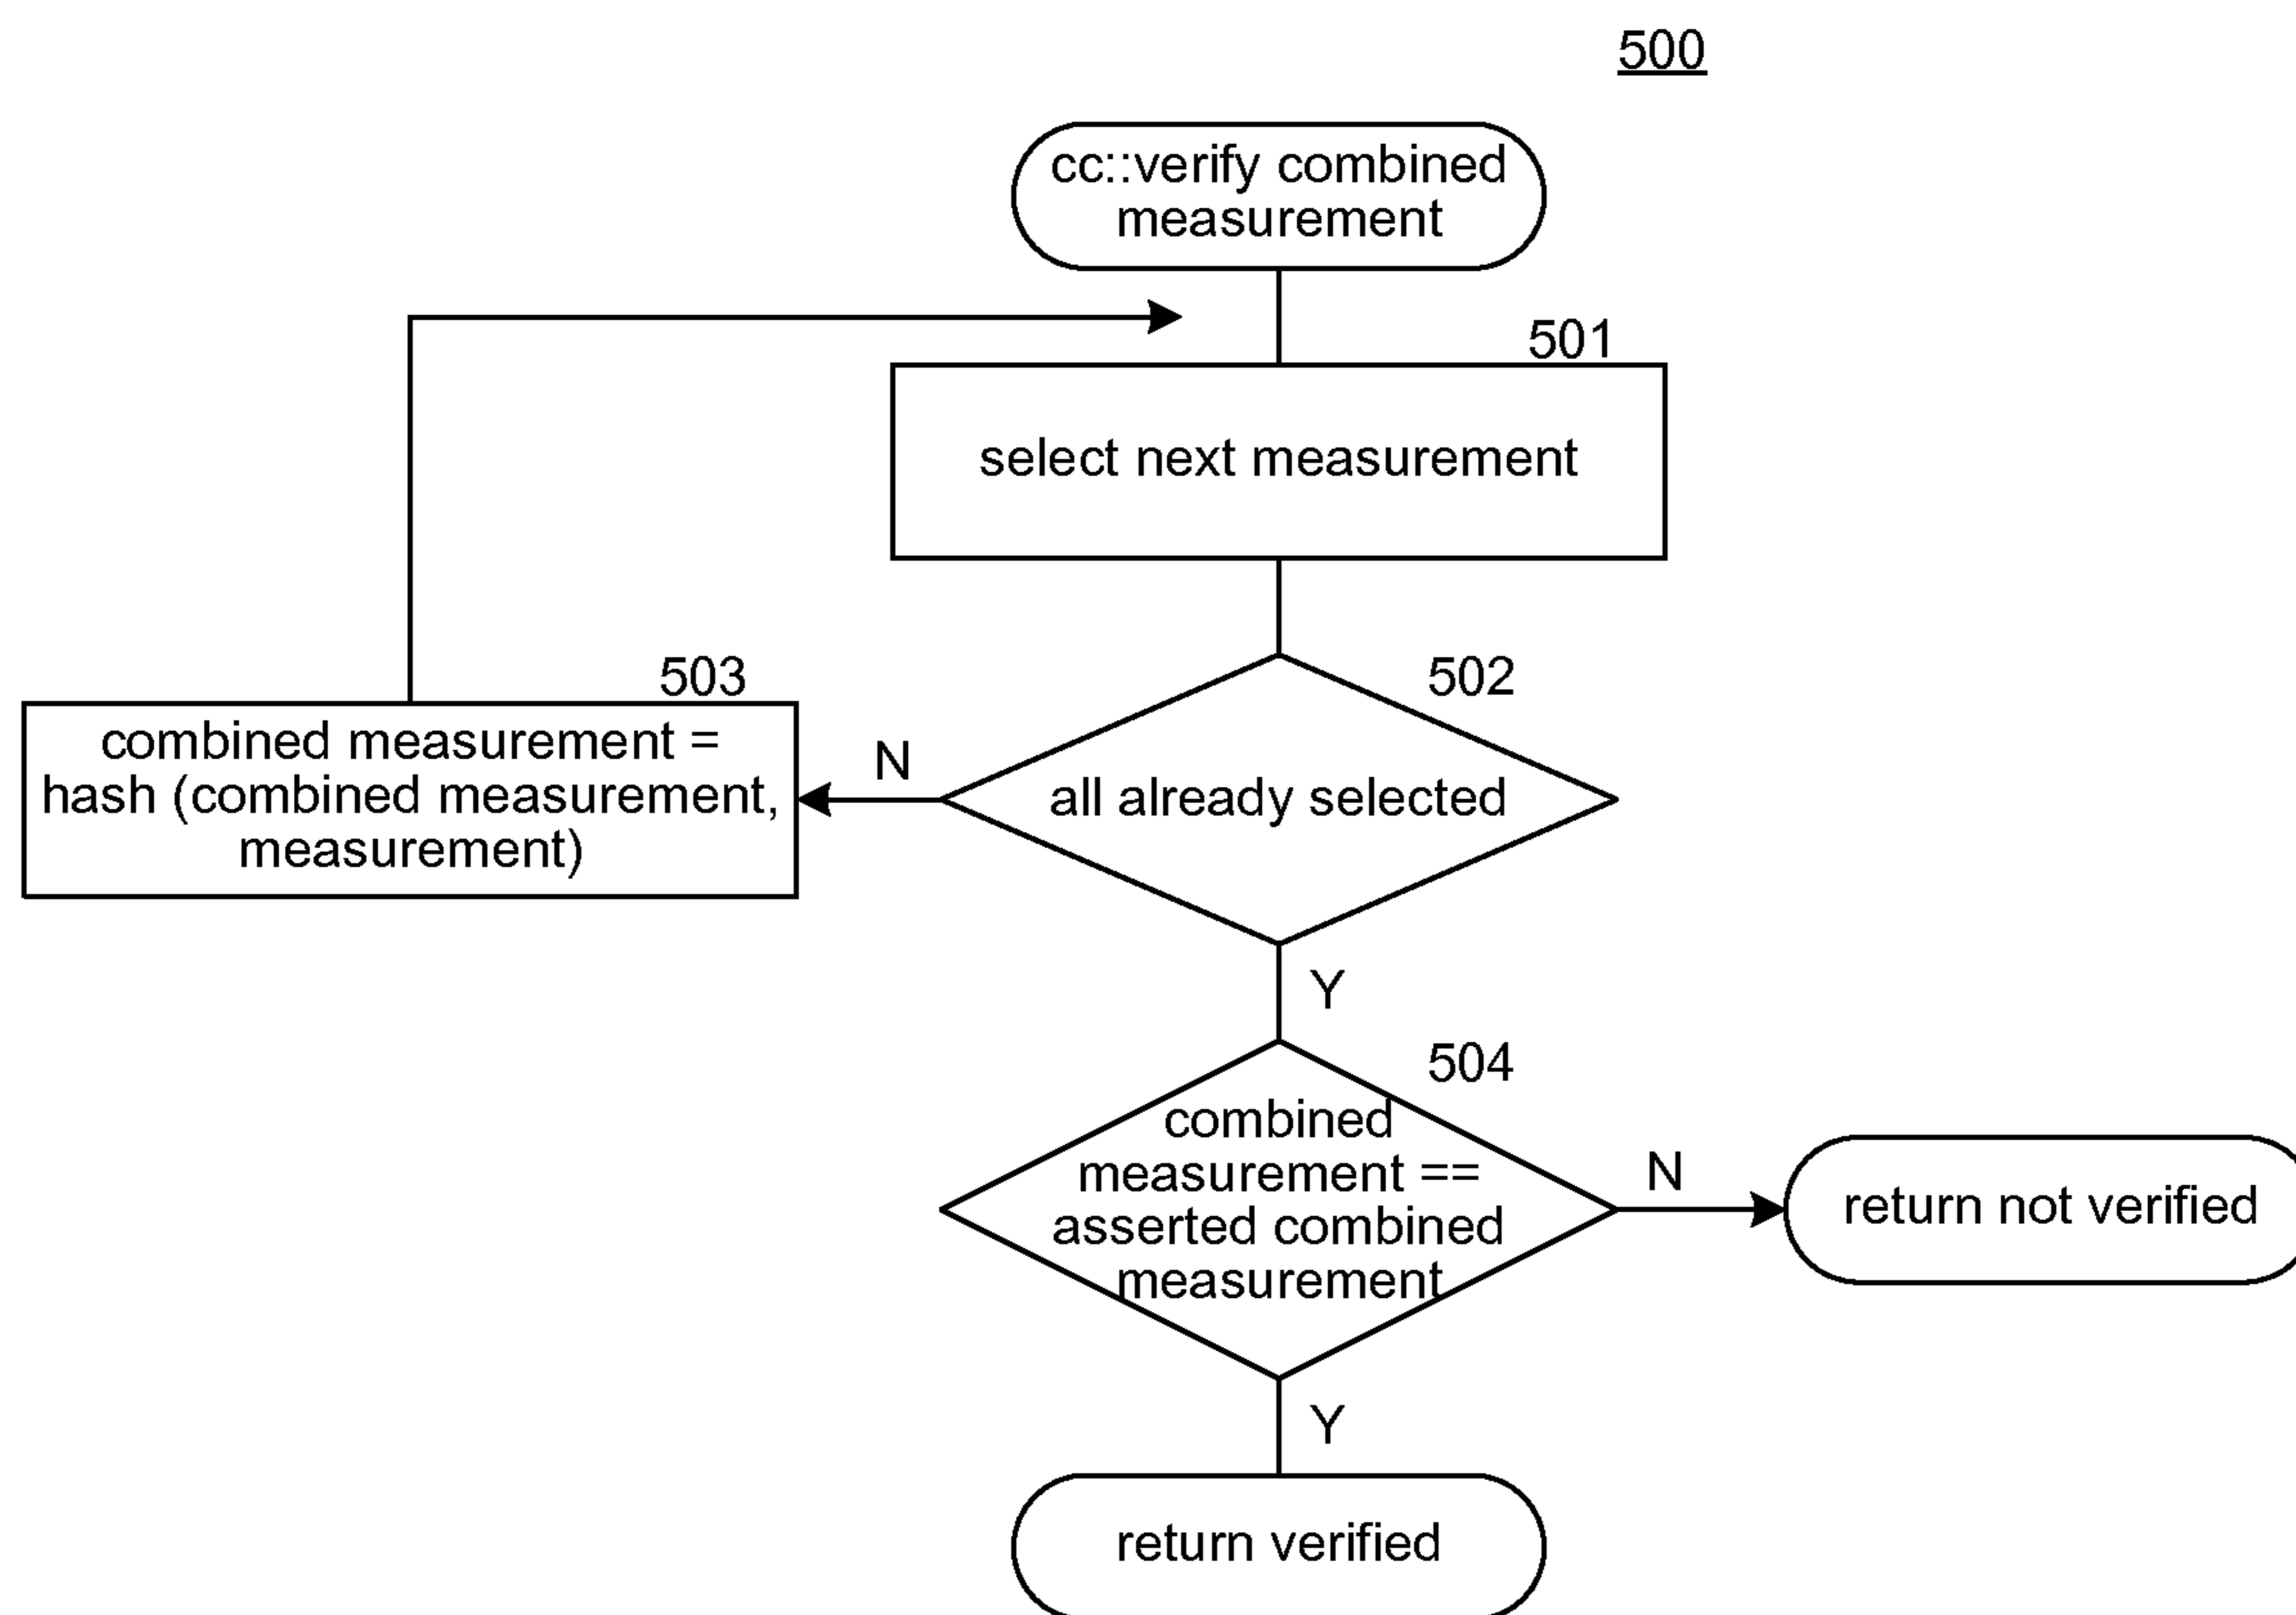 500
cc::verify combined
measurement
501
select next measurement
503
502
combined measurement =
hash (combined measurement,
measurement)
N
all already selected
Y
504
combined
measurement ==
asserted combined
measurement
N
return not verified
Y
return verified